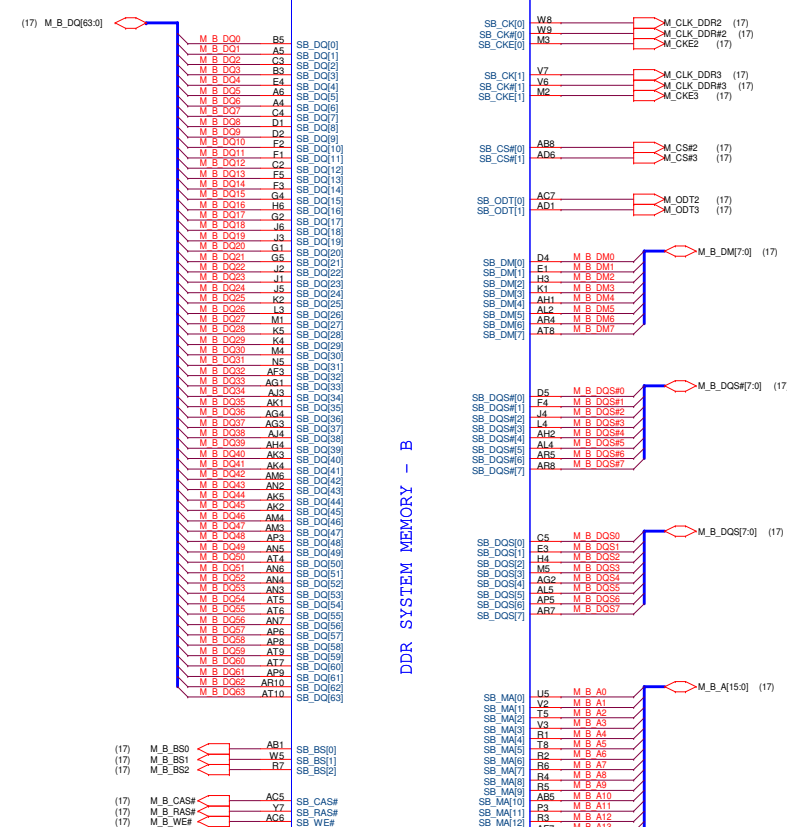 (17) M_B_DQ[63:0]
M_B_DQ0 B5 SB_DQ[0]
M_B_DQ1 A5 SB_DQ[1]
M_B_DQ2 C3 SB_DQ[2]
M_B_DQ3 B3 SB_DQ[3]
M_B_DQ4 E4 SB_DQ[4]
M_B_DQ5 A6 SB_DQ[5]
M_B_DQ6 A4 SB_DQ[6]
M_B_DQ7 C4 SB_DQ[7]
M_B_DQ8 D1 SB_DQ[8]
M_B_DQ9 D2 SB_DQ[9]
M_B_DQ10 F2 SB_DQ[10]
M_B_DQ11 F1 SB_DQ[11]
M_B_DQ12 C2 SB_DQ[12]
M_B_DQ13 F5 SB_DQ[13]
M_B_DQ14 F3 SB_DQ[14]
M_B_DQ15 G4 SB_DQ[15]
M_B_DQ16 H6 SB_DQ[16]
M_B_DQ17 G2 SB_DQ[17]
M_B_DQ18 J6 SB_DQ[18]
M_B_DQ19 J3 SB_DQ[19]
M_B_DQ20 G1 SB_DQ[20]
M_B_DQ21 G5 SB_DQ[21]
M_B_DQ22 J2 SB_DQ[22]
M_B_DQ23 J1 SB_DQ[23]
M_B_DQ24 J5 SB_DQ[24]
M_B_DQ25 K2 SB_DQ[25]
M_B_DQ26 L3 SB_DQ[26]
M_B_DQ27 M1 SB_DQ[27]
M_B_DQ28 K5 SB_DQ[28]
M_B_DQ29 K4 SB_DQ[29]
M_B_DQ30 M4 SB_DQ[30]
M_B_DQ31 N5 SB_DQ[31]
M_B_DQ32 AF3 SB_DQ[32]
M_B_DQ33 AG1 SB_DQ[33]
M_B_DQ34 AJ3 SB_DQ[34]
M_B_DQ35 AK1 SB_DQ[35]
M_B_DQ36 AG4 SB_DQ[36]
M_B_DQ37 AG3 SB_DQ[37]
M_B_DQ38 AJ4 SB_DQ[38]
M_B_DQ39 AH4 SB_DQ[39]
M_B_DQ40 AK3 SB_DQ[40]
M_B_DQ41 AK4 SB_DQ[41]
M_B_DQ42 AM6 SB_DQ[42]
M_B_DQ43 AN2 SB_DQ[43]
M_B_DQ44 AK5 SB_DQ[44]
M_B_DQ45 AK2 SB_DQ[45]
M_B_DQ46 AM4 SB_DQ[46]
M_B_DQ47 AM3 SB_DQ[47]
M_B_DQ48 AP3 SB_DQ[48]
M_B_DQ49 AN5 SB_DQ[49]
M_B_DQ50 AT4 SB_DQ[50]
M_B_DQ51 AN6 SB_DQ[51]
M_B_DQ52 AN4 SB_DQ[52]
M_B_DQ53 AN3 SB_DQ[53]
M_B_DQ54 AT5 SB_DQ[54]
M_B_DQ55 AT6 SB_DQ[55]
M_B_DQ56 AN7 SB_DQ[56]
M_B_DQ57 AP6 SB_DQ[57]
M_B_DQ58 AP8 SB_DQ[58]
M_B_DQ59 AT9 SB_DQ[59]
M_B_DQ60 AT7 SB_DQ[60]
M_B_DQ61 AP9 SB_DQ[61]
M_B_DQ62 AR10 SB_DQ[62]
M_B_DQ63 AT10 SB_DQ[63]
(17) M_B_BS0 AB1 SB_BS[0]
(17) M_B_BS1 W5 SB_BS[1]
(17) M_B_BS2 R7 SB_BS[2]
(17) M_B_CAS# AC5 SB_CAS#
(17) M_B_RAS# Y7 SB_RAS#
(17) M_B_WE# AC6 SB_WE#
DDR SYSTEM MEMORY - B
SB_CK[0] W8 M_CLK_DDR2 (17)
SB_CK#[0] W9 M_CLK_DDR#2 (17)
SB_CKE[0] M3 M_CKE2 (17)
SB_CK[1] V7 M_CLK_DDR3 (17)
SB_CK#[1] V6 M_CLK_DDR#3 (17)
SB_CKE[1] M2 M_CKE3 (17)
SB_CS#[0] AB8 M_CS#2 (17)
SB_CS#[1] AD6 M_CS#3 (17)
SB_ODT[0] AC7 M_ODT2 (17)
SB_ODT[1] AD1 M_ODT3 (17)
M_B_DM[7:0] (17)
SB_DM[0] D4 M_B_DM0
SB_DM[1] E1 M_B_DM1
SB_DM[2] H3 M_B_DM2
SB_DM[3] K1 M_B_DM3
SB_DM[4] AH1 M_B_DM4
SB_DM[5] AL2 M_B_DM5
SB_DM[6] AR4 M_B_DM6
SB_DM[7] AT8 M_B_DM7
M_B_DQS#[7:0] (17
SB_DQS#[0] D5 M_B_DQS#0
SB_DQS#[1] F4 M_B_DQS#1
SB_DQS#[2] J4 M_B_DQS#2
SB_DQS#[3] L4 M_B_DQS#3
SB_DQS#[4] AH2 M_B_DQS#4
SB_DQS#[5] AL4 M_B_DQS#5
SB_DQS#[6] AR5 M_B_DQS#6
SB_DQS#[7] AR8 M_B_DQS#7
M_B_DQS[7:0] (17)
SB_DQS[0] C5 M_B_DQS0
SB_DQS[1] E3 M_B_DQS1
SB_DQS[2] H4 M_B_DQS2
SB_DQS[3] M5 M_B_DQS3
SB_DQS[4] AG2 M_B_DQS4
SB_DQS[5] AL5 M_B_DQS5
SB_DQS[6] AP5 M_B_DQS6
SB_DQS[7] AR7 M_B_DQS7
M_B_A[15:0] (17)
SB_MA[0] U5 M_B_A0
SB_MA[1] V2 M_B_A1
SB_MA[2] T5 M_B_A2
SB_MA[3] V3 M_B_A3
SB_MA[4] R1 M_B_A4
SB_MA[5] T8 M_B_A5
SB_MA[6] R2 M_B_A6
SB_MA[7] R6 M_B_A7
SB_MA[8] R4 M_B_A8
SB_MA[9] R5 M_B_A9
SB_MA[10] AB5 M_B_A10
SB_MA[11] P3 M_B_A11
SB_MA[12] R3 M_B_A12